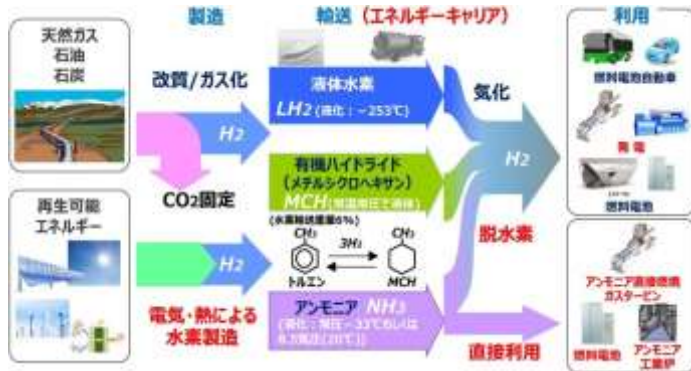 製造
輸送（エネルギーキャリア）
利用
天然ガス
石油
石炭
改質/ガス化
H2
CO2固定
再生可能
エネルギー
H2
電気・熱による
水素製造
液体水素
LH2 (液化：－253℃)
有機ハイドライド
（メチルシクロヘキサン）
MCH (常温常圧で液体)
(水素輸送重量6%)
CH3
3H2
CH3
トルエン
MCH
アンモニア NH3
(液化：常圧－33℃もしくは
8.5気圧(20℃))
気化
H2
脱水素
直接利用
燃料電池自動車
発電
燃料電池
アンモニア直接燃焼
ガスタービン
燃料電池
アンモニア
工業炉